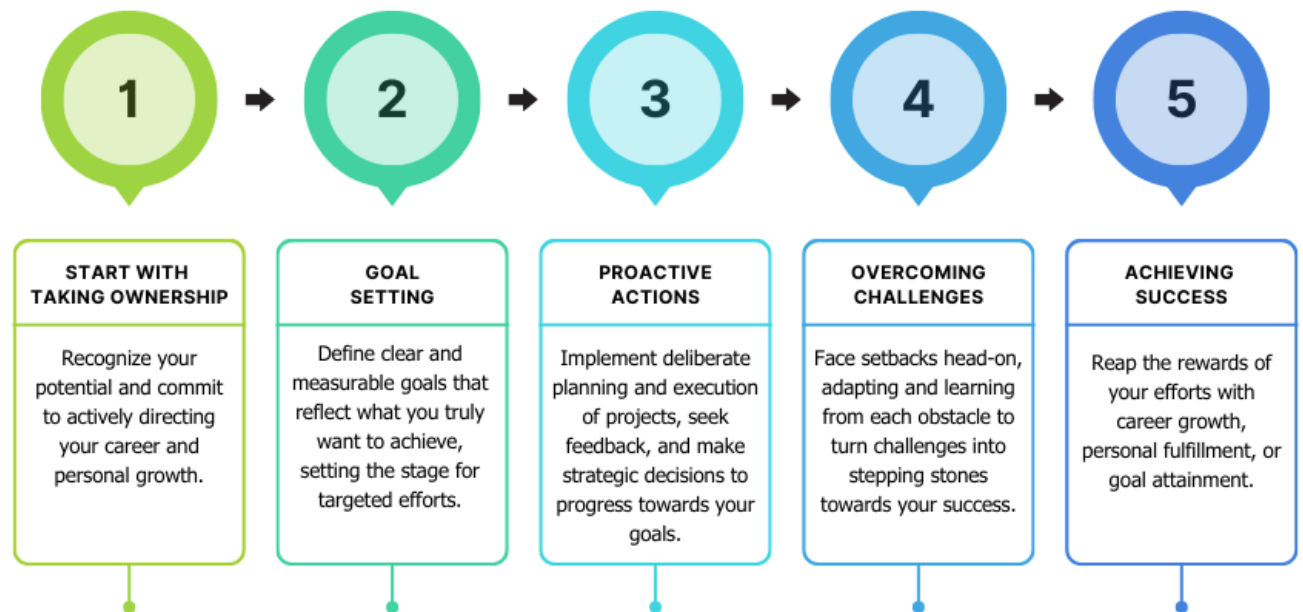 1
2
3
4
5
START WITH
TAKING OWNERSHIP
Recognize your
potential and commit
to actively directing
your career and
personal growth.
GOAL
SETTING
Define clear and
measurable goals that
reflect what you truly
want to achieve,
setting the stage for
targeted efforts.
PROACTIVE
ACTIONS
Implement deliberate
planning and execution
of projects, seek
feedback, and make
strategic decisions to
progress towards your
goals.
OVERCOMING
CHALLENGES
Face setbacks head-on,
adapting and learning
from each obstacle to
turn challenges into
stepping stones
towards your success.
ACHIEVING
SUCCESS
Reap the rewards of
your efforts with
career growth,
personal fulfillment, or
goal attainment.